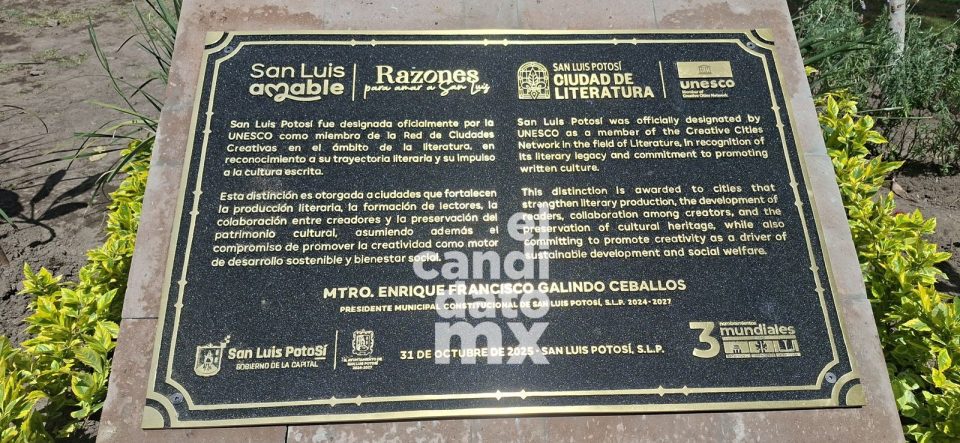 San Luis
amable
Razones
para amar a San Luis
SAN LUIS POTOSÍ
CIUDAD DE
LITERATURA
unesco
Member of
Creative Cities Network
San Luis Potosí fue designada oficialmente por la
UNESCO como miembro de la Red de Ciudades
Creativas en el ámbito de la literatura, en
reconocimiento a su trayectoria literaria y su impulso
a la cultura escrita.
Esta distinción es otorgada a ciudades que fortalecen
la producción literaria, la formación de lectores, la
colaboración entre creadores y la preservación del
patrimonio cultural, asumiendo además el
compromiso de promover la creatividad como motor
de desarrollo sostenible y bienestar social.
San Luis Potosí was officially designated by
UNESCO as a member of the Creative Cities
Network in the field of Literature, in recognition of
its literary legacy and commitment to promoting
written culture.
This distinction is awarded to cities that
strengthen literary production, the development of
readers, collaboration among creators, and the
preservation of cultural heritage, while also
committing to promote creativity as a driver of
sustainable development and social welfare.
el
candi
dato
mx
MTRO. ENRIQUE FRANCISCO GALINDO CEBALLOS
PRESIDENTE MUNICIPAL CONSTITUCIONAL DE SAN LUIS POTOSÍ, S.L.P. 2024 - 2027
San Luis PotoSí
GOBIERNO DE LA CAPITAL
31 DE OCTUBRE DE 2025 · SAN LUIS POTOSÍ, S.L.P.
3 nombramientos
mundiales